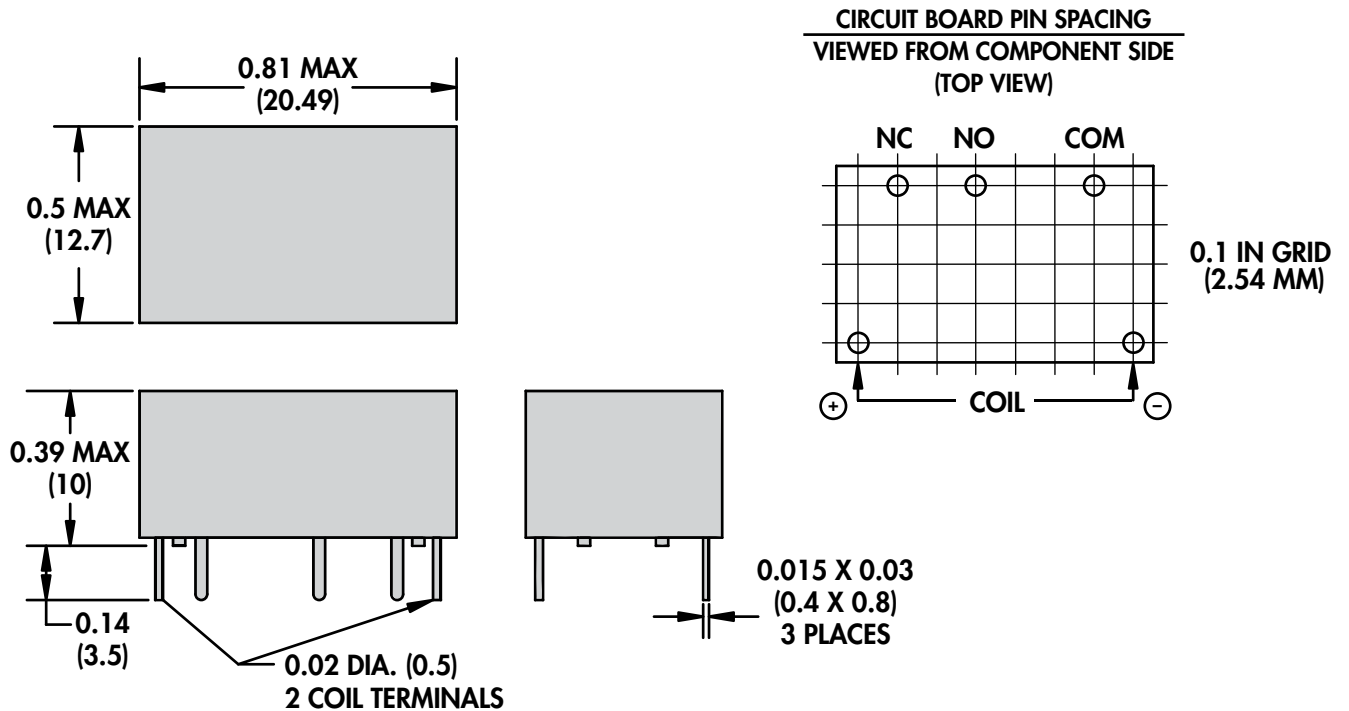 CIRCUIT BOARD PIN SPACING
VIEWED FROM COMPONENT SIDE
(TOP VIEW)
0.81 MAX
(20.49)
0.5 MAX
(12.7)
NC NO COM
0.1 IN GRID
(2.54 MM)
+ COIL −
0.39 MAX
(10)
0.14
(3.5)
0.02 DIA. (0.5)
2 COIL TERMINALS
0.015 X 0.03
(0.4 X 0.8)
3 PLACES